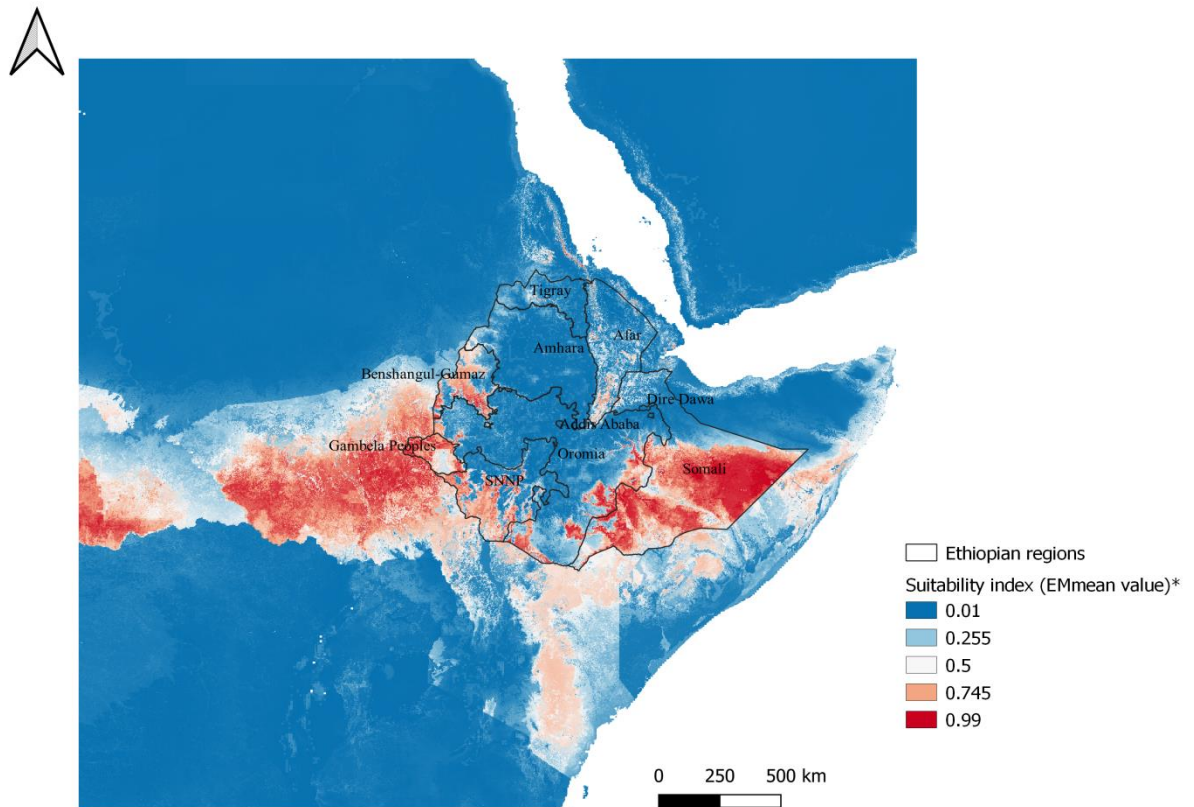 Tigray
Afar
Amhara
Benshangul-Gumaz
Dire Dawa
Addis Ababa
Gambela Peoples
Oromia
Somali
SNNP
Ethiopian regions
Suitability index (EMmean value)*
0.01
0.255
0.5
0.745
0.99
0 250 500 km